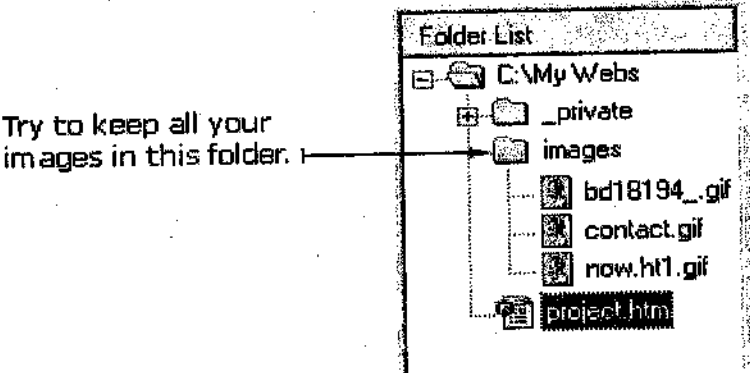 Folder List
C:\My Webs
_private
Try to keep all your
images in this folder.
images
bd18194_.gif
contact.gif
now.ht1.gif
project.htm